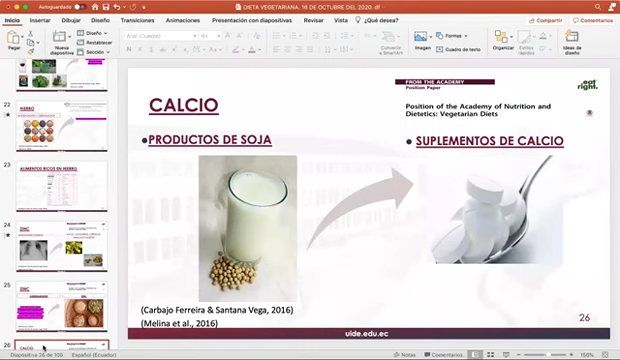 Autoguardado
DIETA VEGETARIANA. 16 DE OCTUBRE DEL 2020. df
Inicio Insertar Dibujar Diseño Transiciones Animaciones Presentación con diapositivas Revisar Vista ¿Qué desea? Compartir Comentarios
Pegar
Nueva diapositiva
Diseño
Restablecer
Sección
Convertir a SmartArt
Imagen
Formas
Cuadro de texto
Organizar
Estilos rápidos
Ideas de diseño
22
HIERRO
23
ALIMENTOS RICOS EN HIERRO
24
ZINC
25
ZINC
26
CALCIO
CALCIO
FROM THE ACADEMY
Position Paper
eat
right.
Position of the Academy of Nutrition and
Dietetics: Vegetarian Diets
•PRODUCTOS DE SOJA
• SUPLEMENTOS DE CALCIO
(Carbajo Ferreira & Santana Vega, 2016)
(Melina et al., 2016)
26
uide.edu.ec
Diapositiva 26 de 108 Español (Ecuador) Notas Comentarios 158%